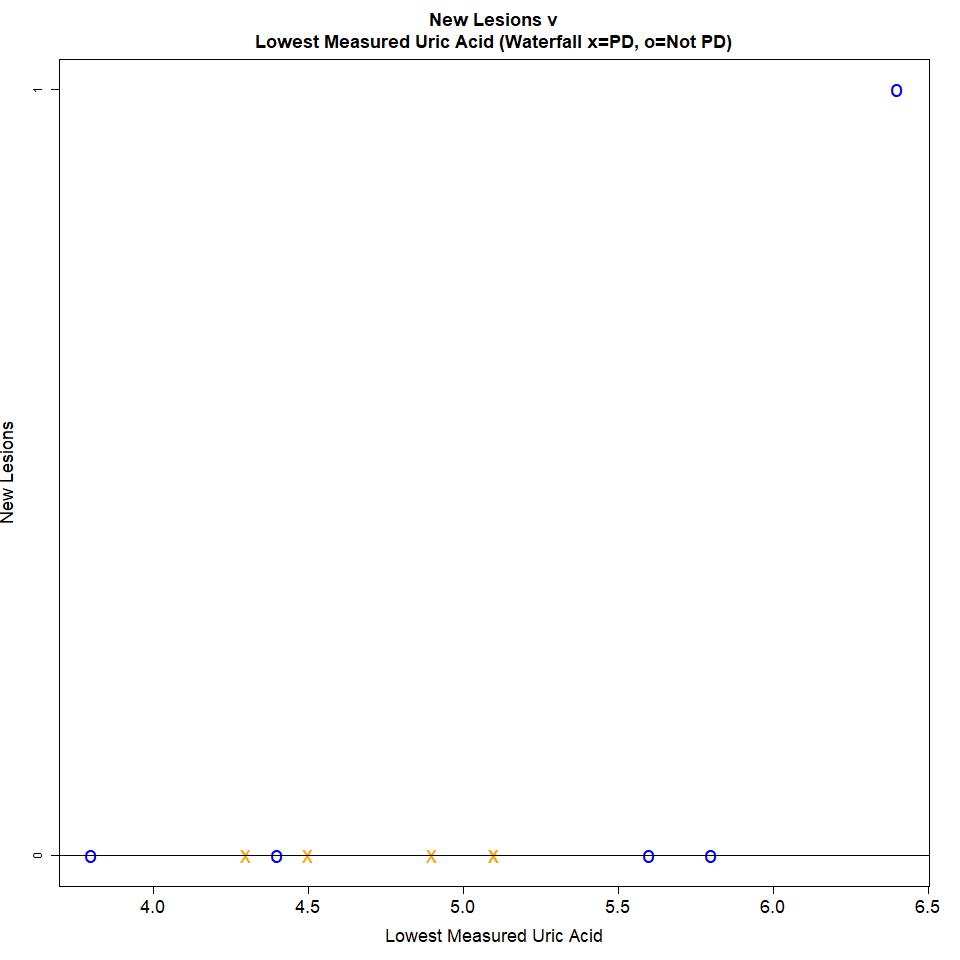 New Lesions v
Lowest Measured Uric Acid (Waterfall x=PD, o=Not PD)
New Lesions
1
0
o
o
x
o
x
x
x
o
o
4.0
4.5
5.0
5.5
6.0
6.5
Lowest Measured Uric Acid